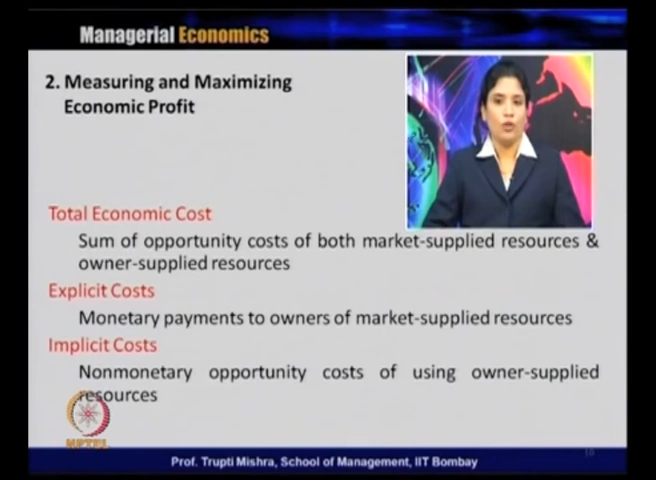 Managerial Economics
2. Measuring and Maximizing
Economic Profit
Total Economic Cost
Sum of opportunity costs of both market-supplied resources &
owner-supplied resources
Explicit Costs
Monetary payments to owners of market-supplied resources
Implicit Costs
Nonmonetary opportunity costs of using owner-supplied
resources
NPTEL
Prof. Trupti Mishra, School of Management, IIT Bombay
18